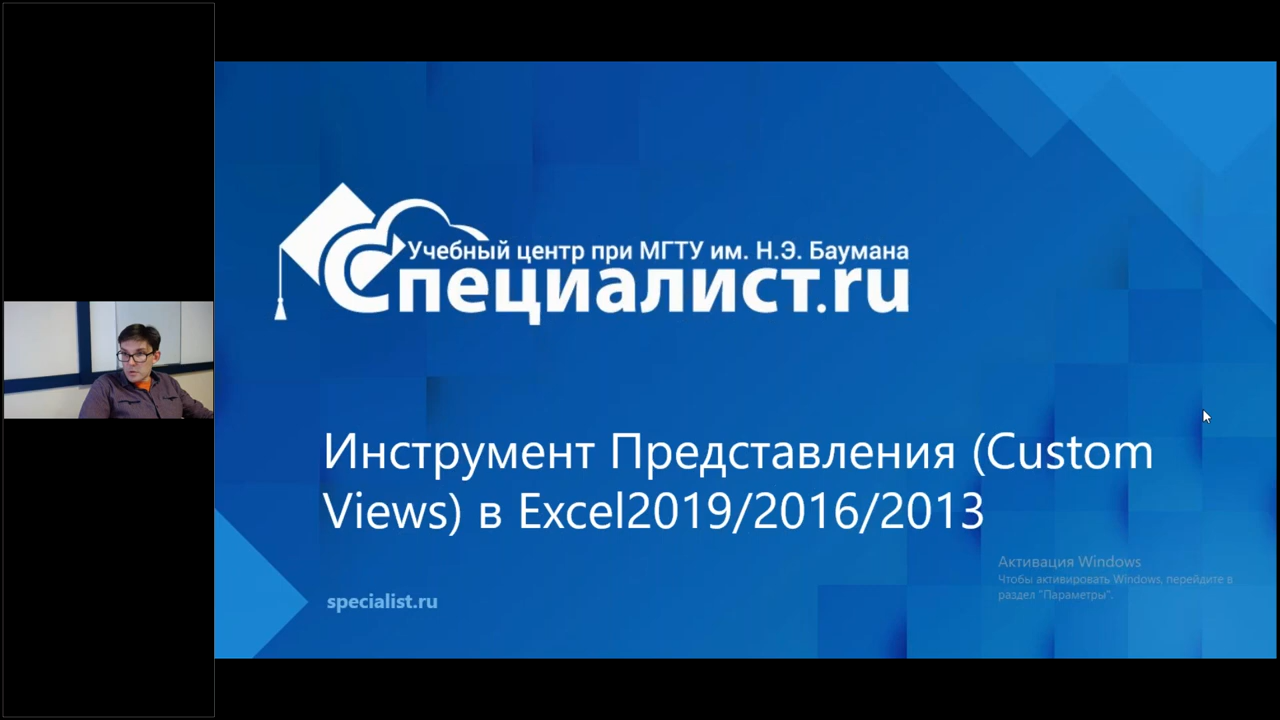 Учебный центр при МГТУ им. Н.Э. Баумана
Специалист.ru
Инструмент Представления (Custom
Views) в Excel2019/2016/2013
Активация Windows
Чтобы активировать Windows, перейдите в
раздел "Параметры".
specialist.ru